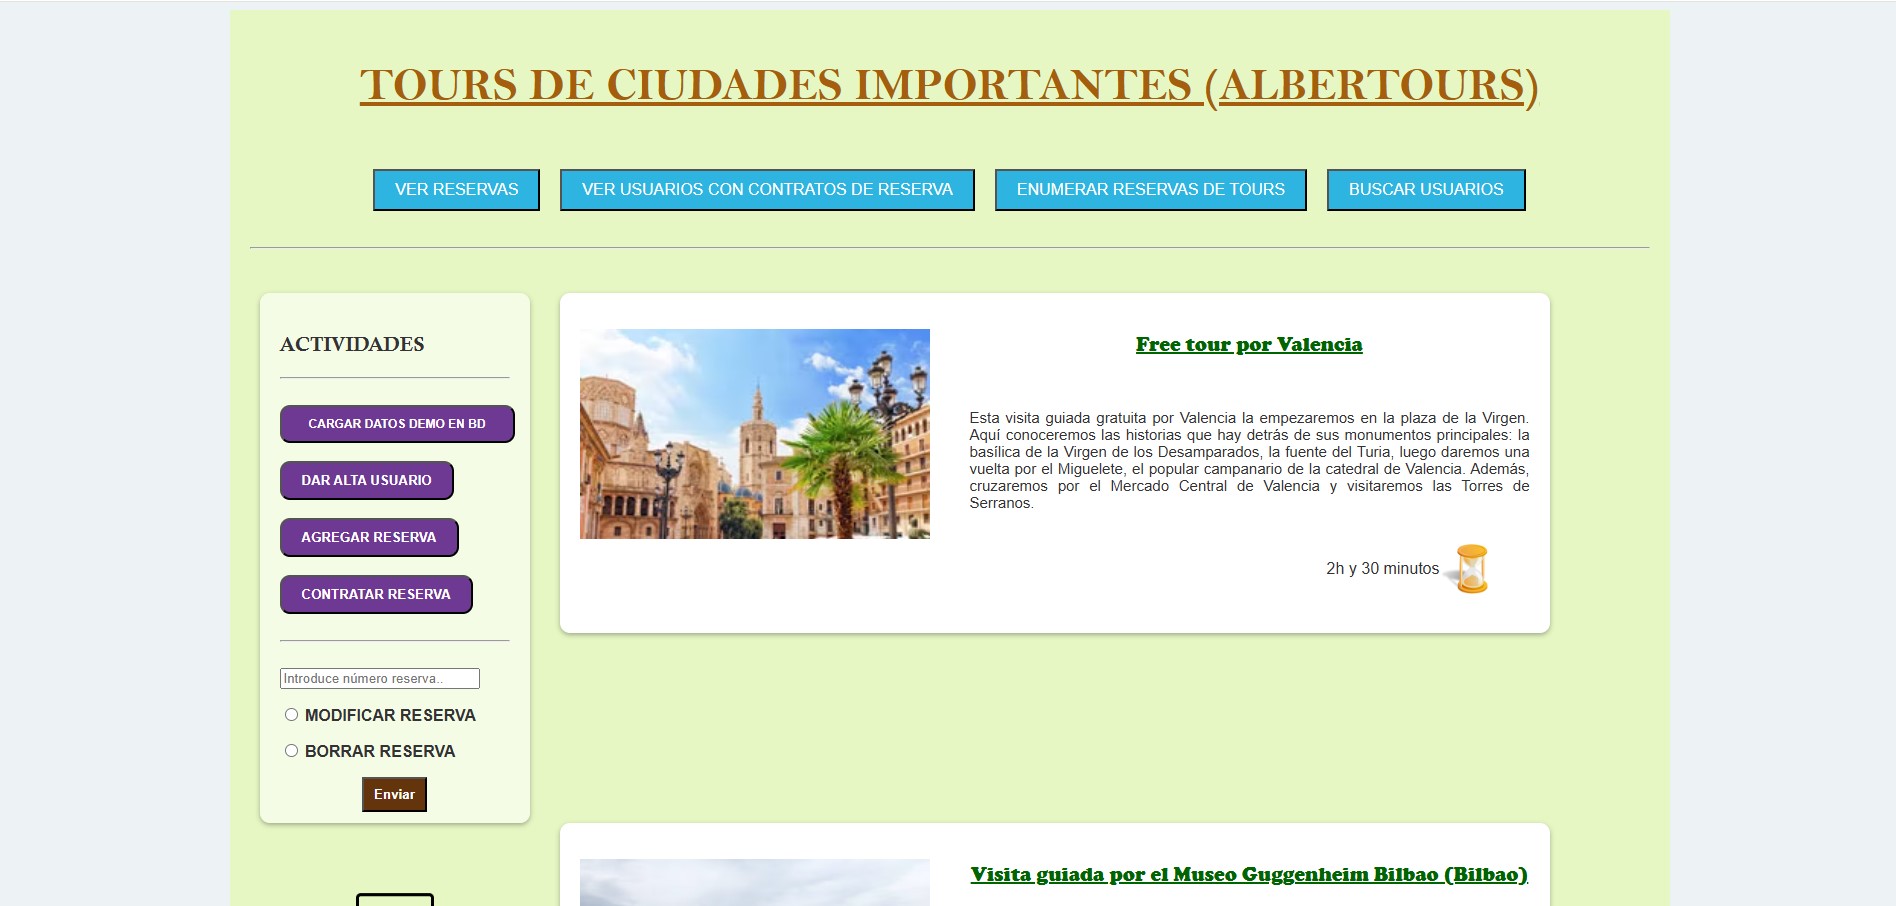 TOURS DE CIUDADES IMPORTANTES (ALBERTOURS)
VER RESERVAS
VER USUARIOS CON CONTRATOS DE RESERVA
ENUMERAR RESERVAS DE TOURS
BUSCAR USUARIOS
ACTIVIDADES
CARGAR DATOS DEMO EN BD
DAR ALTA USUARIO
AGREGAR RESERVA
CONTRATAR RESERVA
Introduce número reserva..
MODIFICAR RESERVA
BORRAR RESERVA
Enviar
Free tour por Valencia
Esta visita guiada gratuita por Valencia la empezaremos en la plaza de la Virgen.
Aquí conoceremos las historias que hay detrás de sus monumentos principales: la
basílica de la Virgen de los Desamparados, la fuente del Turia, luego daremos una
vuelta por el Miguelete, el popular campanario de la catedral de Valencia. Además,
cruzaremos por el Mercado Central de Valencia y visitaremos las Torres de
Serranos.
2h y 30 minutos
Visita guiada por el Museo Guggenheim Bilbao (Bilbao)